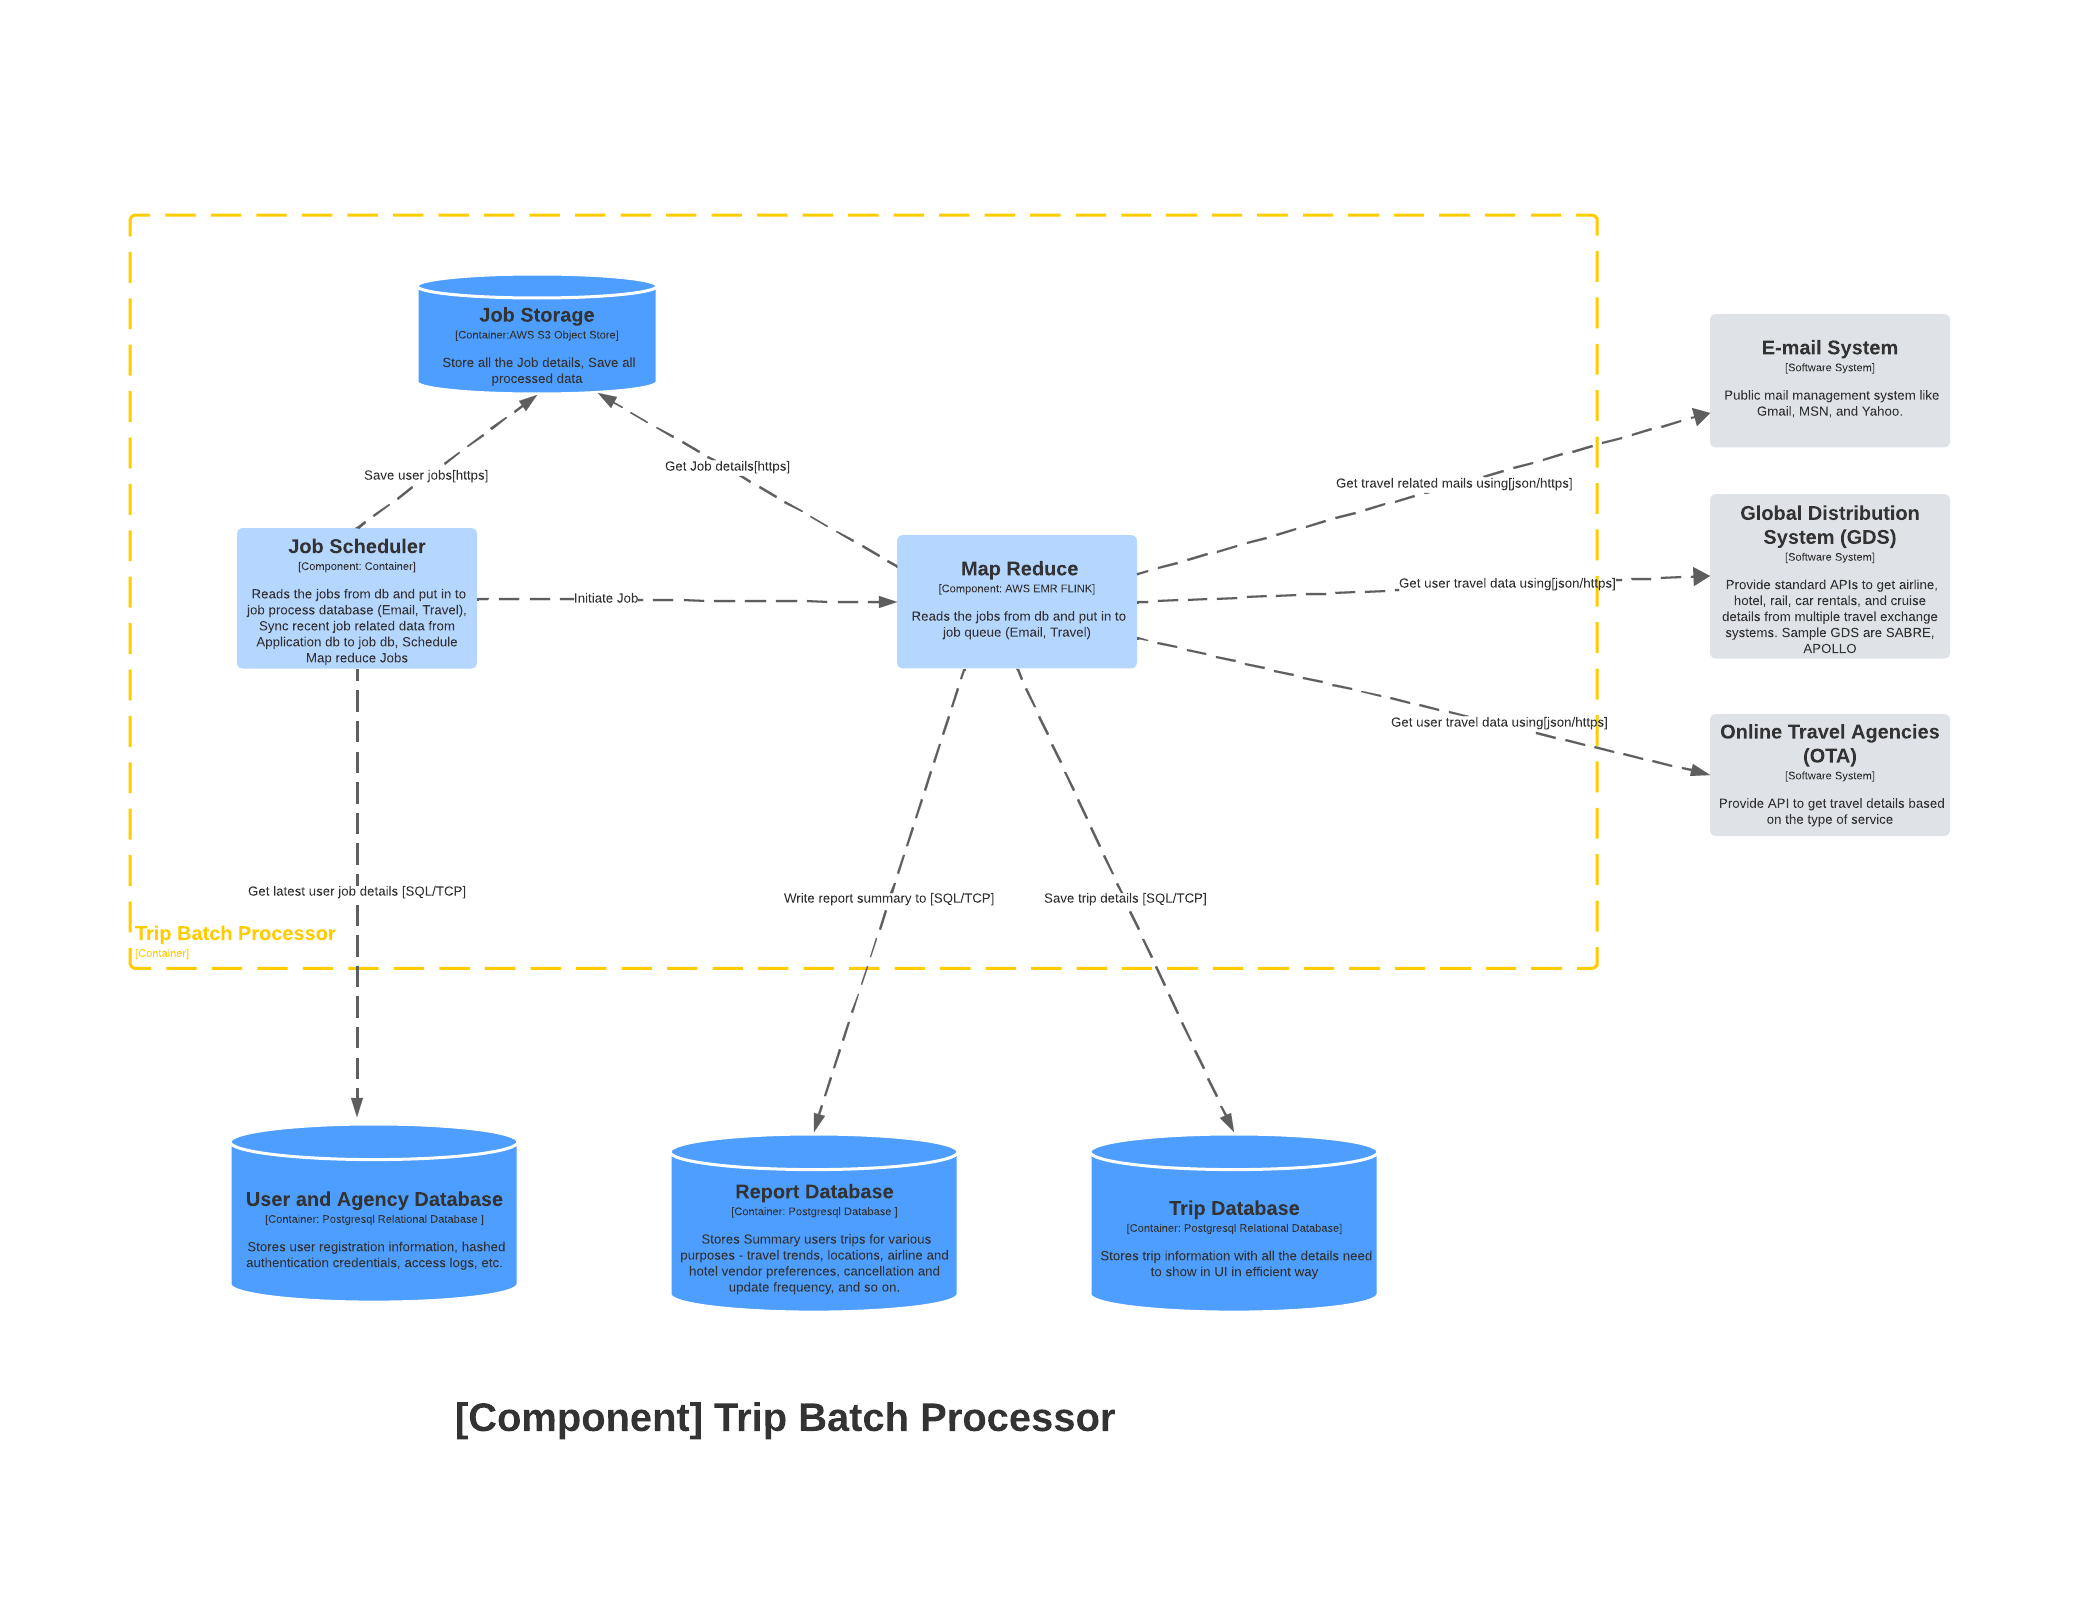 Job Storage
[Container:AWS S3 Object Store]
Store all the Job details, Save all
processed data
Save user jobs[https]
Get Job details[https]
Job Scheduler
[Component: Container]
Reads the jobs from db and put in to
job process database (Email, Travel),
Sync recent job related data from
Application db to job db, Schedule
Map reduce Jobs
Initiate Job
Map Reduce
[Component: AWS EMR FLINK]
Reads the jobs from db and put in to
job queue (Email, Travel)
Get travel related mails using[json/https]
Get user travel data using[json/https]
Get user travel data using[json/https]
E-mail System
[Software System]
Public mail management system like
Gmail, MSN, and Yahoo.
Global Distribution
System (GDS)
[Software System]
Provide standard APIs to get airline,
hotel, rail, car rentals, and cruise
details from multiple travel exchange
systems. Sample GDS are SABRE,
APOLLO
Online Travel Agencies
(OTA)
[Software System]
Provide API to get travel details based
on the type of service
Get latest user job details [SQL/TCP]
Write report summary to [SQL/TCP]
Save trip details [SQL/TCP]
Trip Batch Processor
[Container]
User and Agency Database
[Container: Postgresql Relational Database ]
Stores user registration information, hashed
authentication credentials, access logs, etc.
Report Database
[Container: Postgresql Database ]
Stores Summary users trips for various
purposes - travel trends, locations, airline and
hotel vendor preferences, cancellation and
update frequency, and so on.
Trip Database
[Container: Postgresql Relational Database]
Stores trip information with all the details need
to show in UI in efficient way
[Component] Trip Batch Processor